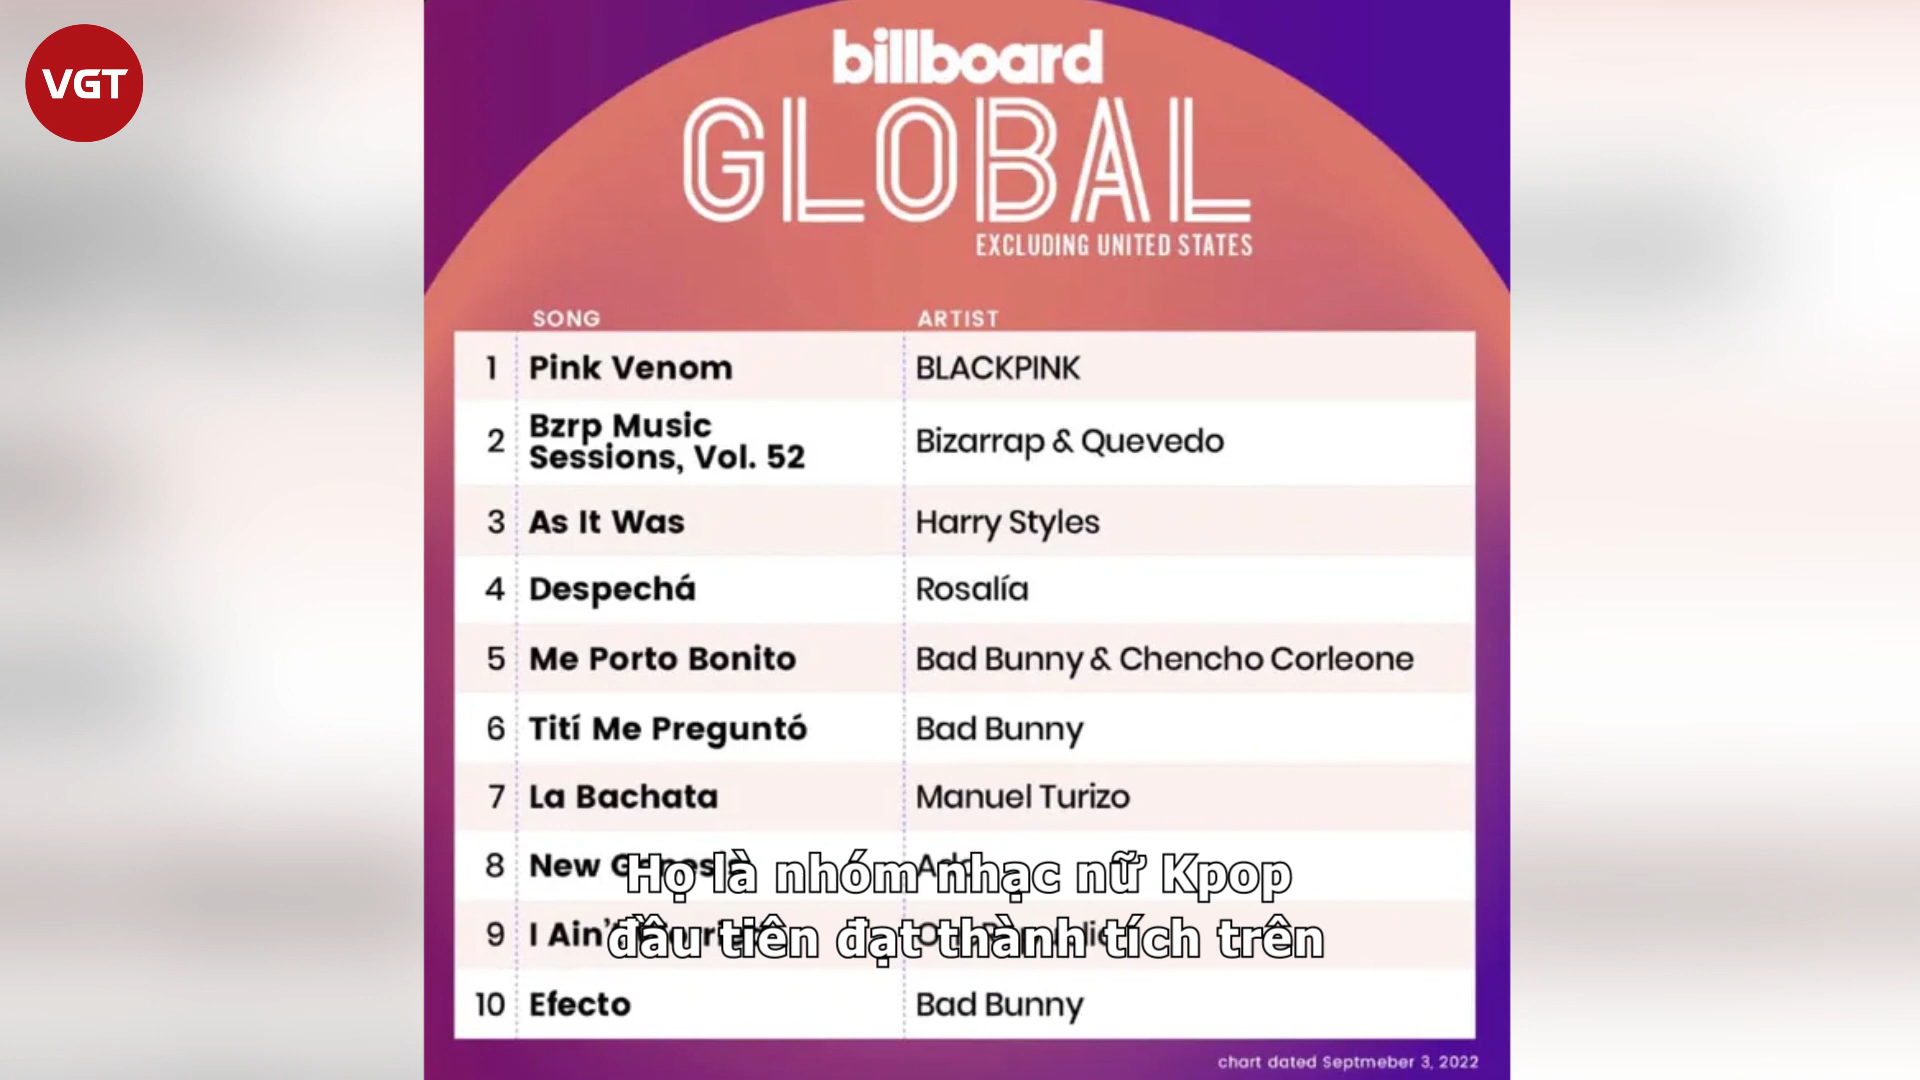 VGT
billboard
GLOBAL
EXCLUDING UNITED STATES
SONG ARTIST
1 Pink Venom BLACKPINK
2 Bzrp Music Sessions, Vol. 52 Bizarrap & Quevedo
3 As It Was Harry Styles
4 Despechá Rosalía
5 Me Porto Bonito Bad Bunny & Chencho Corleone
6 Tití Me Preguntó Bad Bunny
7 La Bachata Manuel Turizo
8 New
9 I Ain't
10 Efecto Bad Bunny
Họ là nhóm nhạc nữ Kpop
đầu tiên đạt thành tích trên
chart dated Septmeber 3, 2022